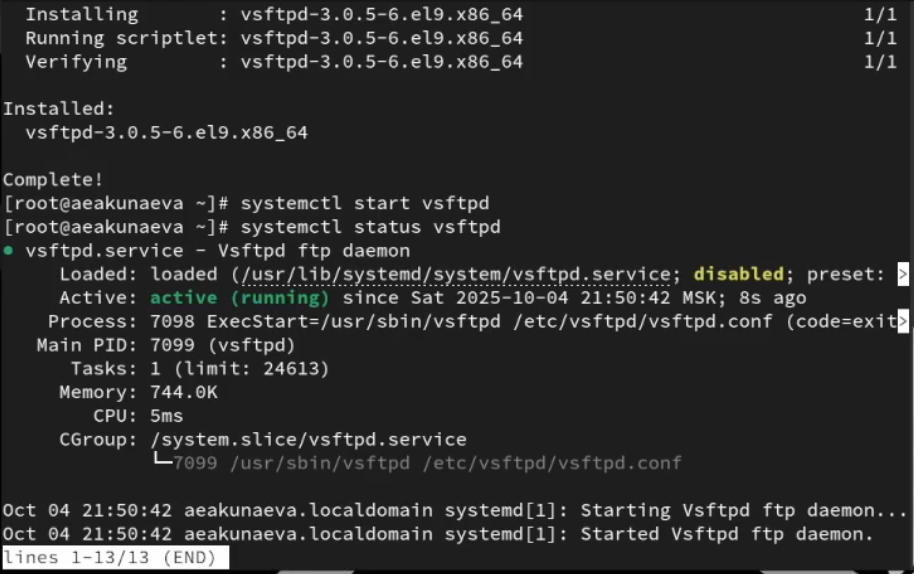 Installing       : vsftpd-3.0.5-6.el9.x86_64                              1/1
Running scriptlet: vsftpd-3.0.5-6.el9.x86_64                              1/1
Verifying        : vsftpd-3.0.5-6.el9.x86_64                              1/1
Installed:
vsftpd-3.0.5-6.el9.x86_64
Complete!
[root@aeakunaeva ~]# systemctl start vsftpd
[root@aeakunaeva ~]# systemctl status vsftpd
● vsftpd.service - Vsftpd ftp daemon
Loaded: loaded (/usr/lib/systemd/system/vsftpd.service; disabled; preset: >
Active: active (running) since Sat 2025-10-04 21:50:42 MSK; 8s ago
Process: 7098 ExecStart=/usr/sbin/vsftpd /etc/vsftpd/vsftpd.conf (code=exit>
Main PID: 7099 (vsftpd)
Tasks: 1 (limit: 24613)
Memory: 744.0K
CPU: 5ms
CGroup: /system.slice/vsftpd.service
└─7099 /usr/sbin/vsftpd /etc/vsftpd/vsftpd.conf
Oct 04 21:50:42 aeakunaeva.localdomain systemd[1]: Starting Vsftpd ftp daemon...
Oct 04 21:50:42 aeakunaeva.localdomain systemd[1]: Started Vsftpd ftp daemon.
lines 1-13/13 (END)